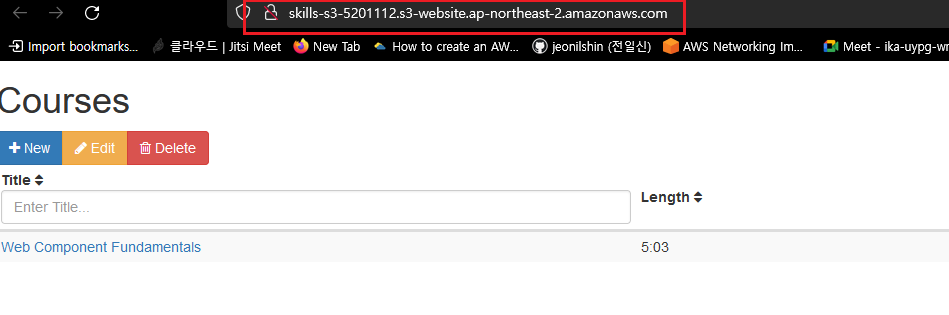 skills-s3-5201112.s3-website.ap-northeast-2.amazonaws.com
Import bookmarks... 클라우드 | Jitsi Meet New Tab How to create an AW... jeonilshin (전일신) AWS Networking Im... Meet - ika-uypg-wr
Courses
New Edit Delete
Title Length
Enter Title...
Web Component Fundamentals 5:03